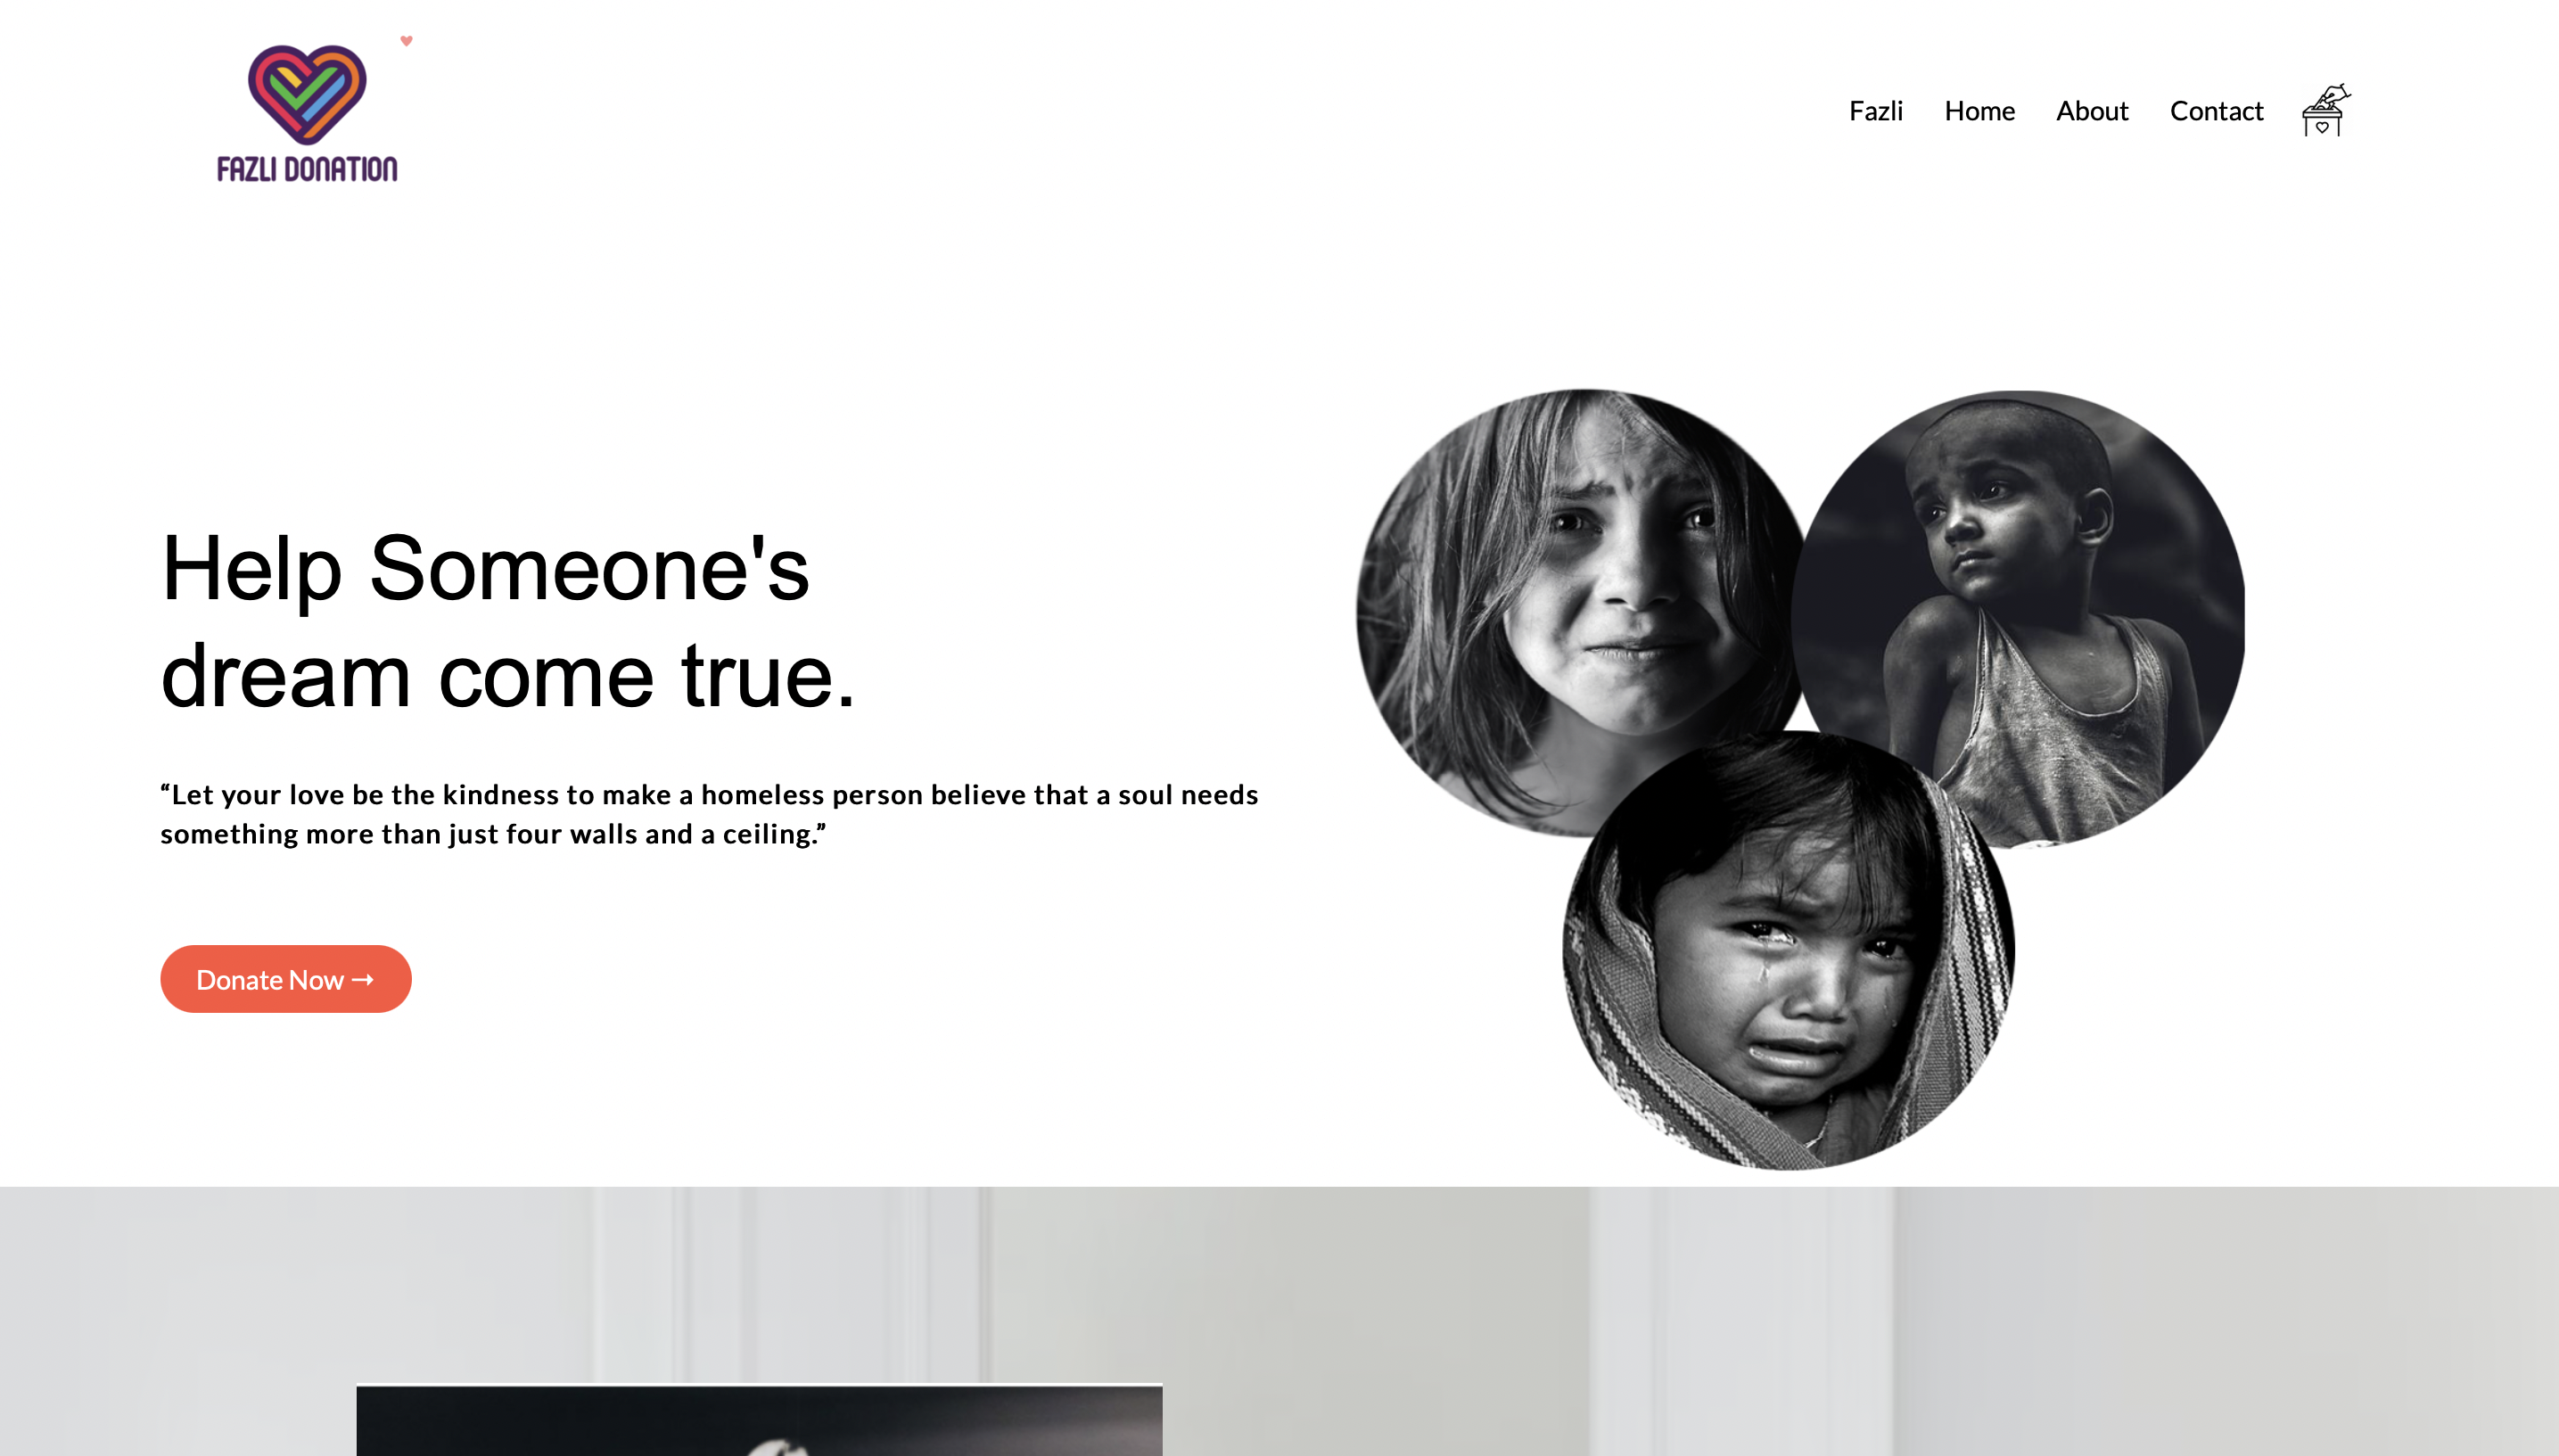 FAZLI DONATION
Fazli Home About Contact
Help Someone's
dream come true.
“Let your love be the kindness to make a homeless person believe that a soul needs
something more than just four walls and a ceiling.”
Donate Now →